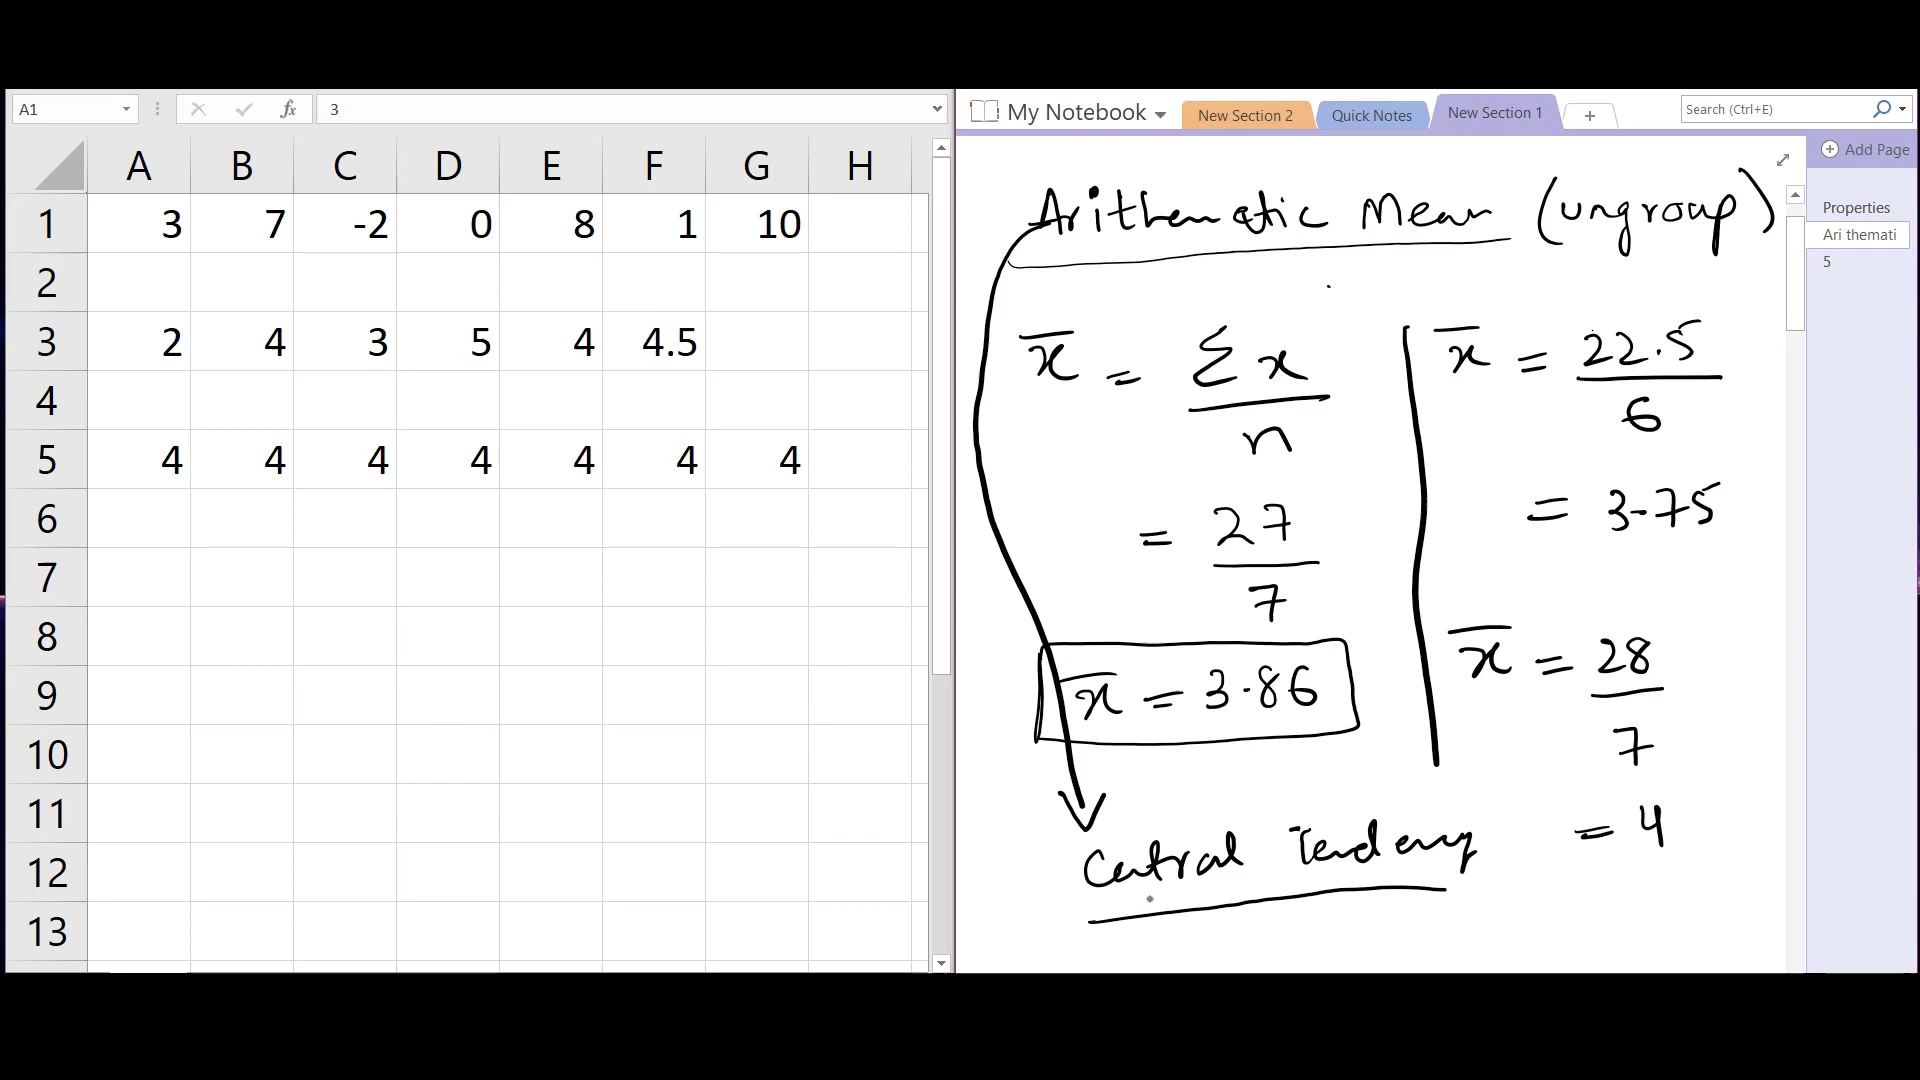 A1 fx 3
A B C D E F G H
1 3 7 -2 0 8 1 10
2
3 2 4 3 5 4 4.5
4
5 4 4 4 4 4 4 4
6
7
8
9
10
11
12
13
My Notebook New Section 2 Quick Notes New Section 1 + Search (Ctrl+E)
Add Page
Properties
Ari themati
5
Arithematic Mean (ungroup)
x̄ = Σx / n
= 27 / 7
x̄ = 3.86
Central Tendency
x̄ = 22.5 / 6
= 3.75
x̄ = 28 / 7
= 4